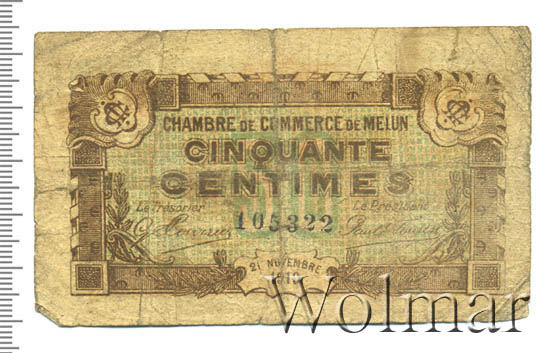 CHAMBRE DE COMMERCE DE MELUN
CINQUANTE
CENTIMES
Le Trésorier
Le Président
105322
21 NOVEMBRE
Wolmar